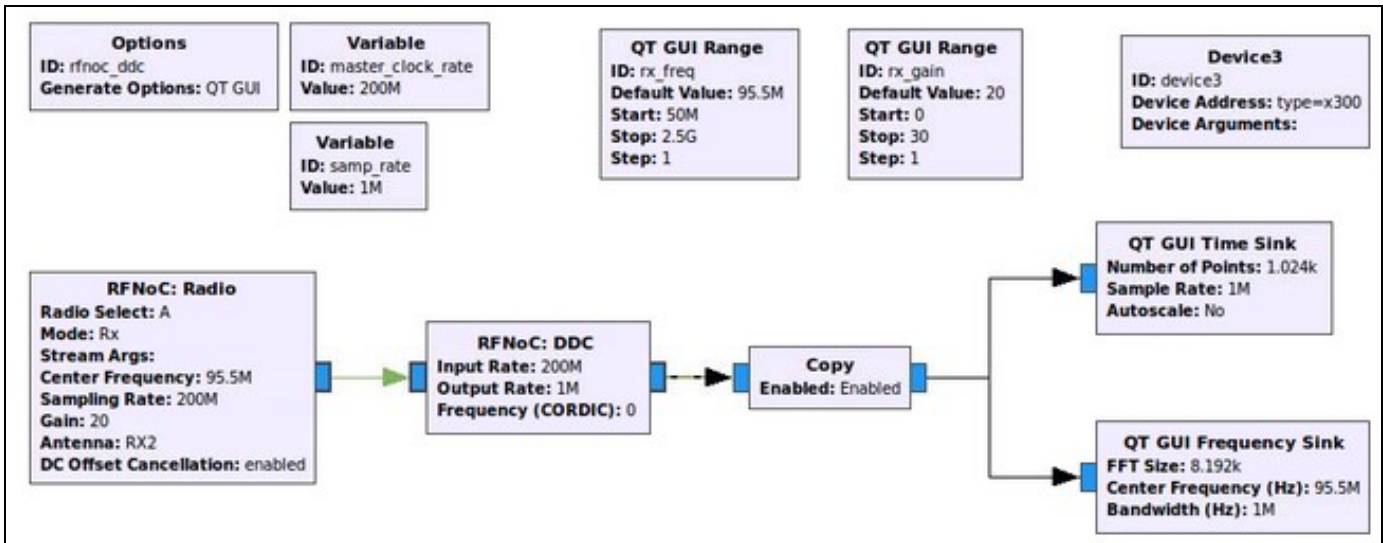 Options
ID: rfnoc_ddc
Generate Options: QT GUI
Variable
ID: master_clock_rate
Value: 200M
Variable
ID: samp_rate
Value: 1M
QT GUI Range
ID: rx_freq
Default Value: 95.5M
Start: 50M
Stop: 2.5G
Step: 1
QT GUI Range
ID: rx_gain
Default Value: 20
Start: 0
Stop: 30
Step: 1
Device3
ID: device3
Device Address: type=x300
Device Arguments:
RFNoC: Radio
Radio Select: A
Mode: Rx
Stream Args:
Center Frequency: 95.5M
Sampling Rate: 200M
Gain: 20
Antenna: RX2
DC Offset Cancellation: enabled
RFNoC: DDC
Input Rate: 200M
Output Rate: 1M
Frequency (CORDIC): 0
Copy
Enabled: Enabled
QT GUI Time Sink
Number of Points: 1.024k
Sample Rate: 1M
Autoscale: No
QT GUI Frequency Sink
FFT Size: 8.192k
Center Frequency (Hz): 95.5M
Bandwidth (Hz): 1M